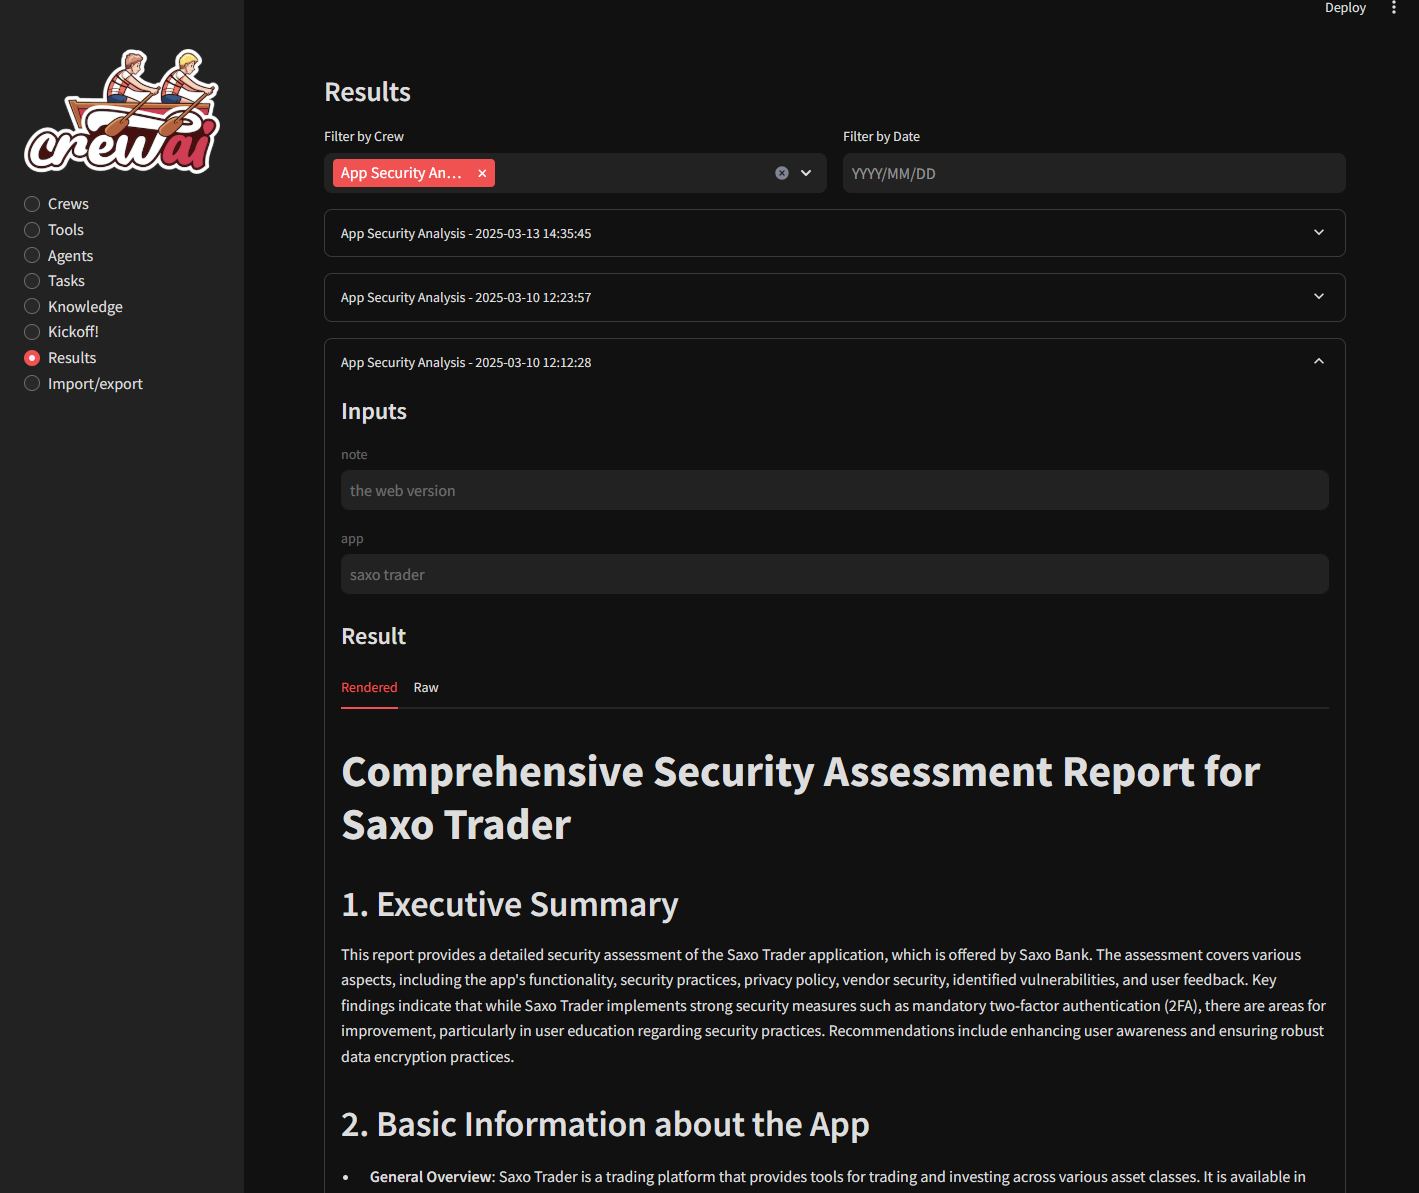 Deploy
crewai
Crews
Tools
Agents
Tasks
Knowledge
Kickoff!
Results
Import/export
Results
Filter by Crew
App Security An...
Filter by Date
YYYY/MM/DD
App Security Analysis - 2025-03-13 14:35:45
App Security Analysis - 2025-03-10 12:23:57
App Security Analysis - 2025-03-10 12:12:28
Inputs
note
the web version
app
saxo trader
Result
Rendered
Raw
Comprehensive Security Assessment Report for
Saxo Trader
1. Executive Summary
This report provides a detailed security assessment of the Saxo Trader application, which is offered by Saxo Bank. The assessment covers various
aspects, including the app's functionality, security practices, privacy policy, vendor security, identified vulnerabilities, and user feedback. Key
findings indicate that while Saxo Trader implements strong security measures such as mandatory two-factor authentication (2FA), there are areas for
improvement, particularly in user education regarding security practices. Recommendations include enhancing user awareness and ensuring robust
data encryption practices.
2. Basic Information about the App
• General Overview: Saxo Trader is a trading platform that provides tools for trading and investing across various asset classes. It is available in